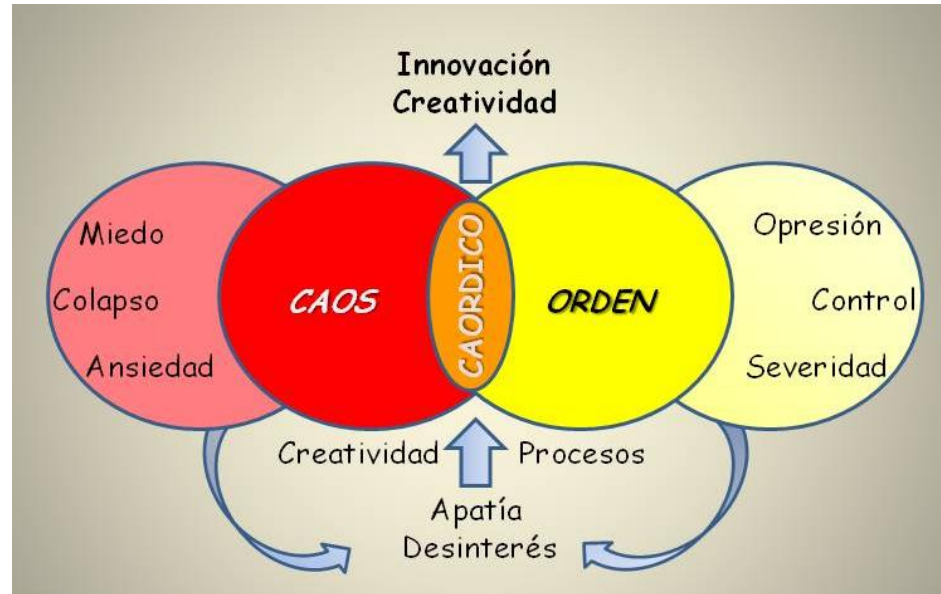 Innovación
Creatividad
Miedo
Colapso
Ansiedad
CAOS
CAORDICO
ORDEN
Opresión
Control
Severidad
Creatividad
Procesos
Apatía
Desinterés